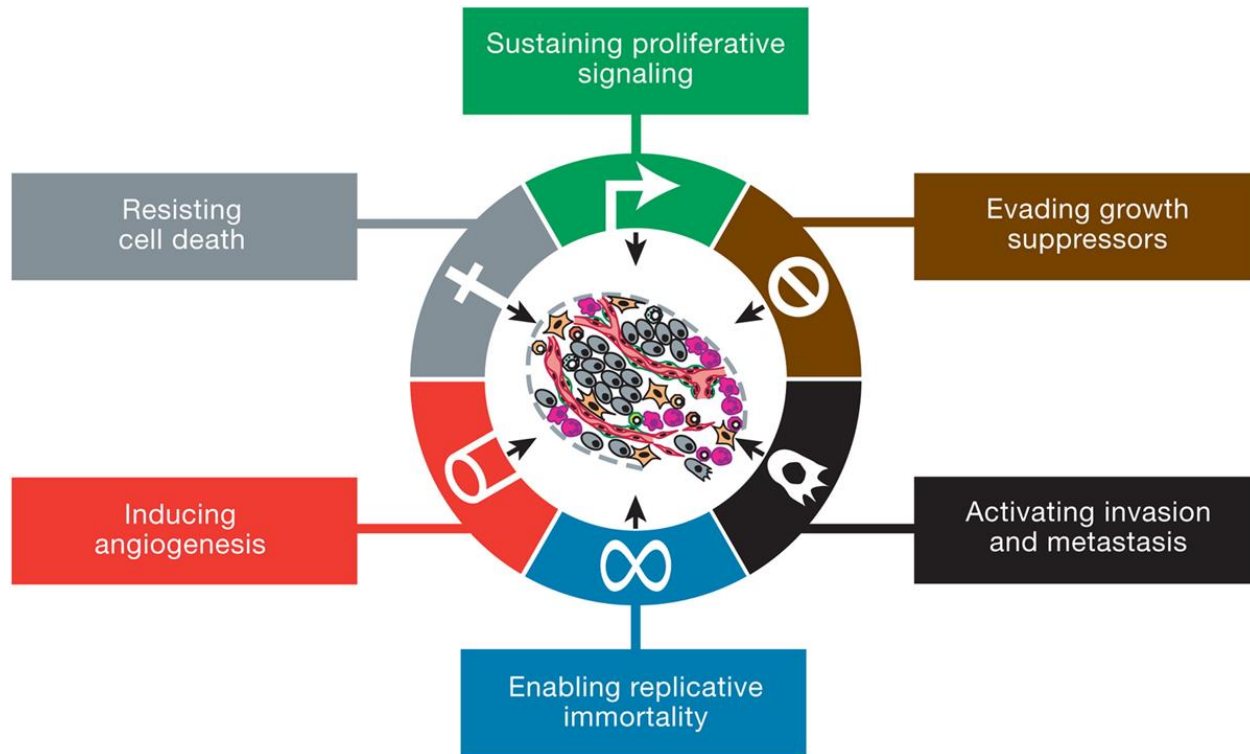 Sustaining proliferative
signaling
Resisting
cell death
Evading growth
suppressors
Inducing
angiogenesis
Activating invasion
and metastasis
Enabling replicative
immortality